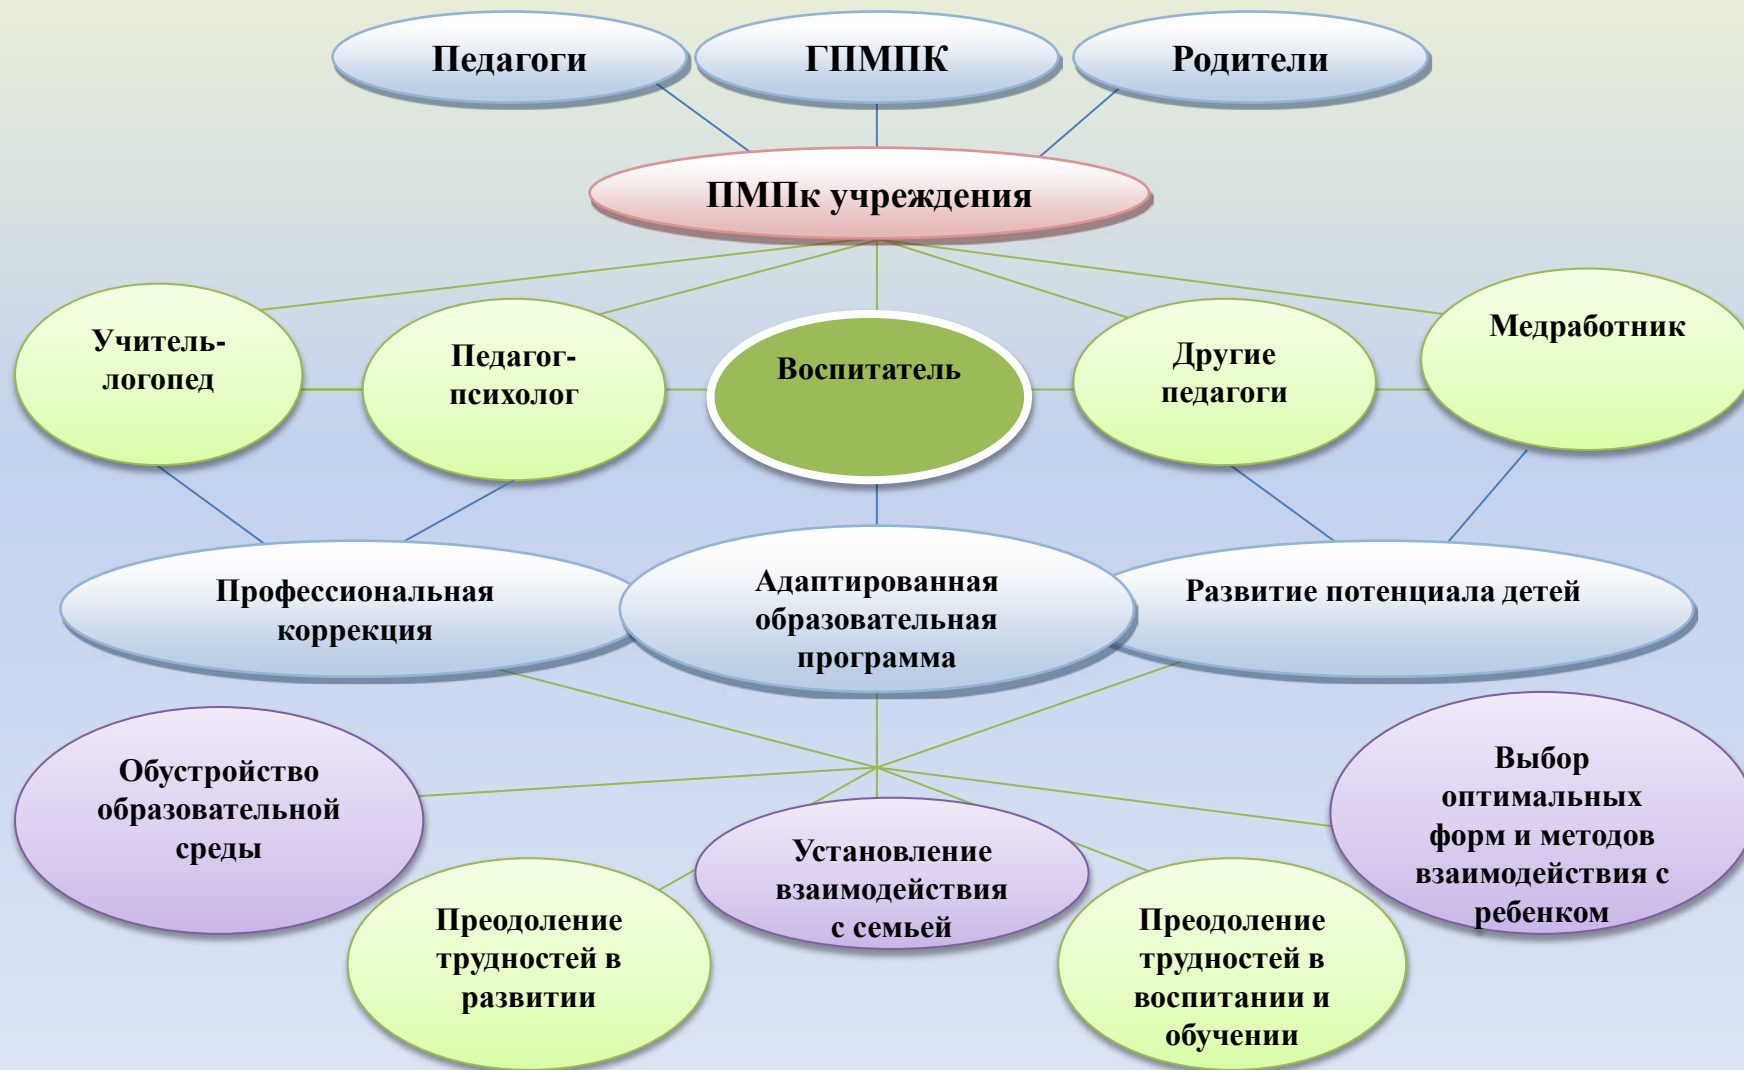 Педагоги
ГПМПК
Родители
ПМПк учреждения
Учитель-
логопед
Педагог-
психолог
Воспитатель
Другие
педагоги
Медработник
Профессиональная
коррекция
Адаптированная
образовательная
программа
Развитие потенциала детей
Обустройство
образовательной
среды
Преодоление
трудностей в
развитии
Установление
взаимодействия
с семьей
Преодоление
трудностей в
воспитании и
обучении
Выбор
оптимальных
форм и методов
взаимодействия с
ребенком